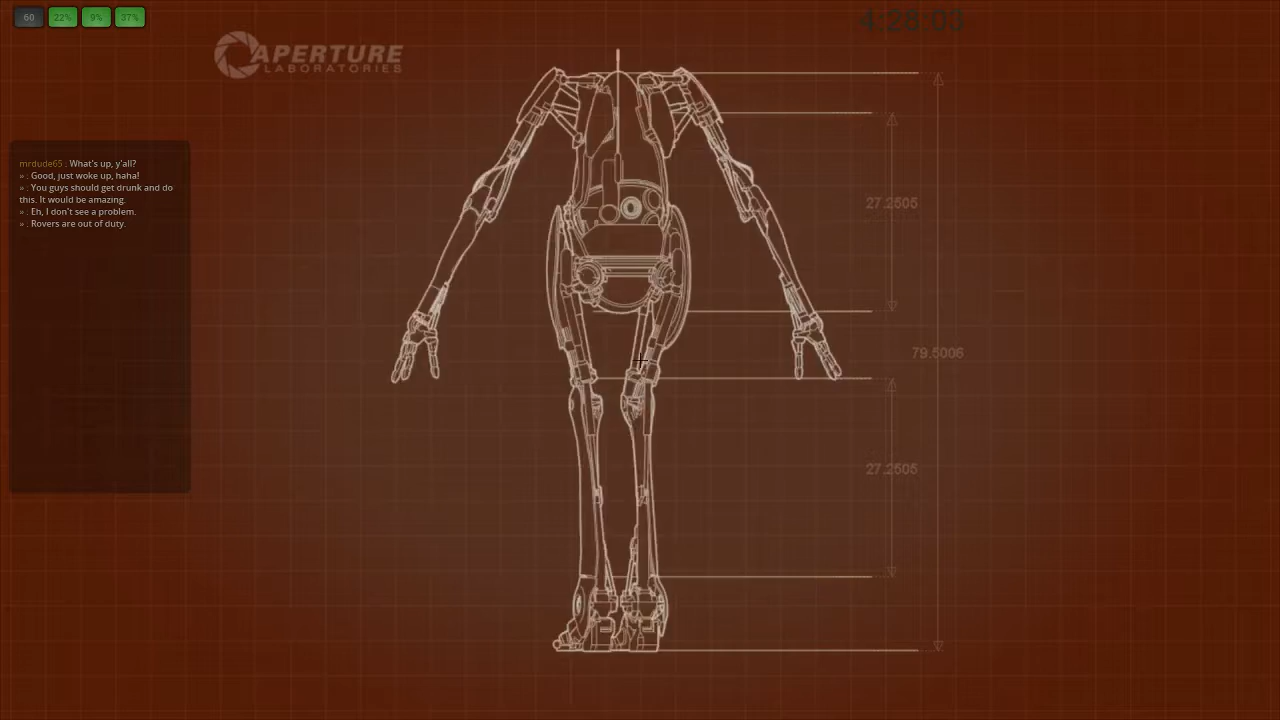 60 22% 9% 37%
4:28:03
APERTURE
LABORATORIES
mrdude65 : What's up, y'all?
» : Good, just woke up, haha!
» : You guys should get drunk and do
this. It would be amazing.
» : Eh, I don't see a problem.
» : Rovers are out of duty.
27.2505
79.5006
27.2505